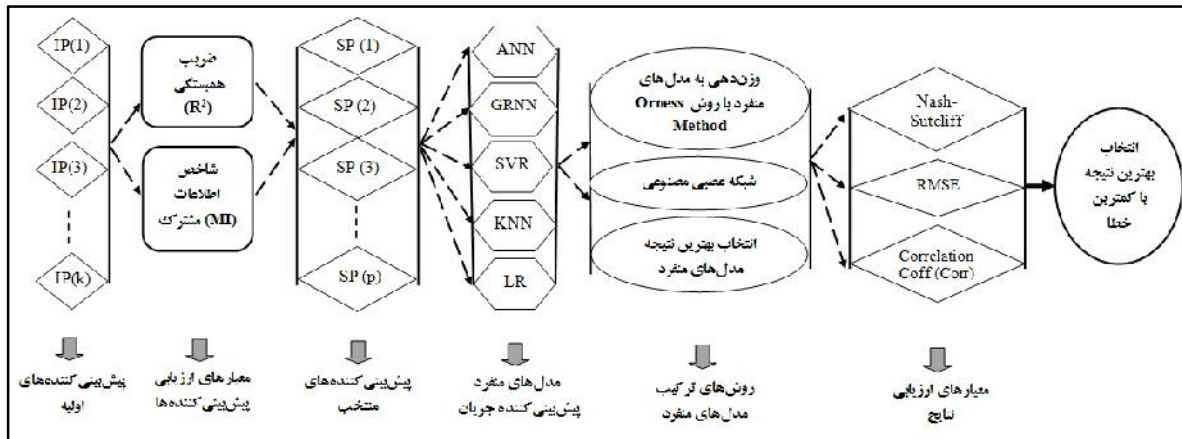 IP(1)
IP(2)
IP(3)
IP(k)
پیش‌بینی کننده‌های
اولیه
ضریب
همبستگی
(R²)
شاخص
اطلاعات
مشترک (MI)
معیارهای ارزیابی
پیش‌بینی کننده‌ها
SP (1)
SP (2)
SP (3)
SP (p)
پیش‌بینی کننده‌های
منتخب
ANN
GRNN
SVR
KNN
LR
مدل‌های منفرد
پیش‌بینی کننده جریان
وزن‌دهی به مدل‌های
منفرد با روش Orness
Method
شبکه عصبی مصنوعی
انتخاب بهترین نتیجه
مدل‌های منفرد
روش‌های ترکیب
مدل‌های منفرد
Nash-
Sutcliff
RMSE
Correlation
Coff (Corr)
معیارهای ارزیابی
نتایج
انتخاب
بهترین نتیجه
با کمترین
خطا